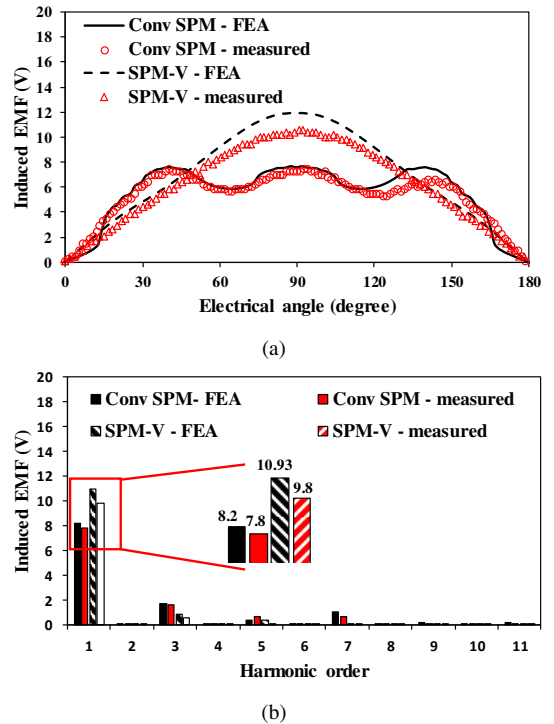 Conv SPM - FEA
Conv SPM - measured
SPM-V - FEA
SPM-V - measured
Induced EMF (V)
20
18
16
14
12
10
8
6
4
2
0
0 30 60 90 120 150 180
Electrical angle (degree)
(a)
Conv SPM- FEA Conv SPM - measured
SPM-V - FEA SPM-V - measured
Induced EMF (V)
20
18
16
14
12
10
8
6
4
2
0
10.93
9.8
8.2
7.8
1 2 3 4 5 6 7 8 9 10 11
Harmonic order
(b)